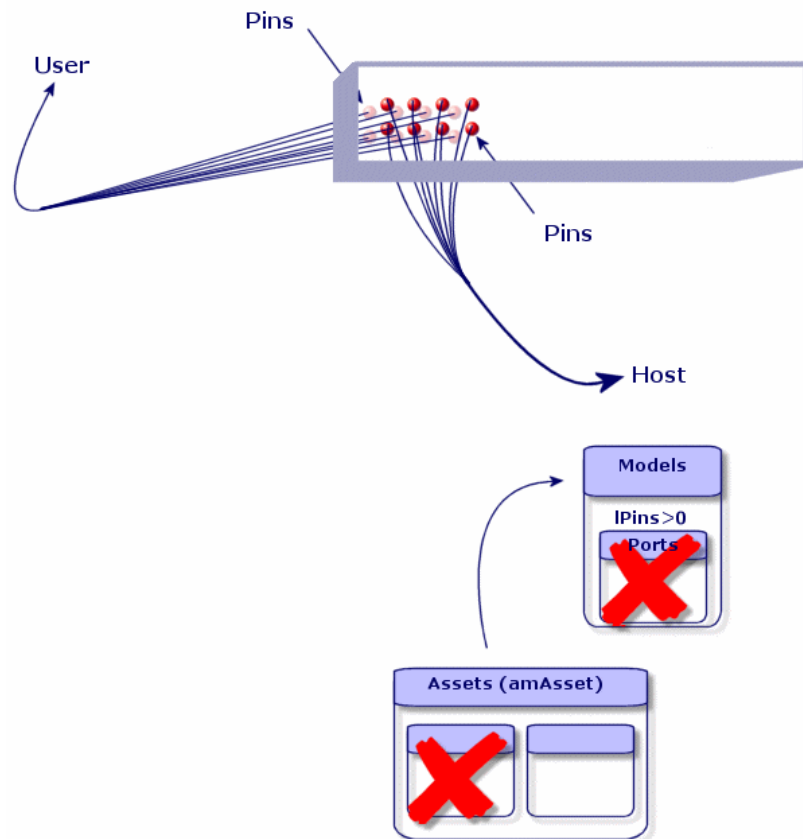 Pins
User
Pins
Host
Models
lPins>0
Ports
Assets (amAsset)